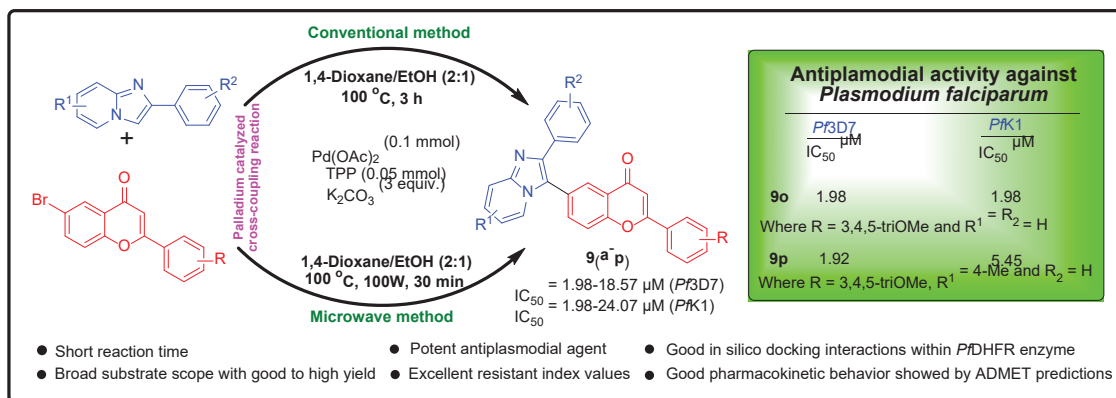 Conventional method
1,4-Dioxane/EtOH (2:1)
100 °C, 3 h
Palladium catalyzed
cross-coupling reaction
Pd(OAc)2 (0.1 mmol)
TPP (0.05 mmol)
K2CO3 (3 equiv.)
1,4-Dioxane/EtOH (2:1)
100 °C, 100W, 30 min
Microwave method
R1
N
N
R2
+
Br
O
O
R
R2
N
N
R1
O
O
R
9(a-p)
IC50 = 1.98-18.57 µM (Pf3D7)
IC50 = 1.98-24.07 µM (PfK1)
Antiplamodial activity against
Plasmodium falciparum
Pf3D7 PfK1
IC50 µM IC50 µM
9o 1.98 1.98
Where R = 3,4,5-triOMe and R1 = R2 = H
9p 1.92 5.45
Where R = 3,4,5-triOMe, R1 = 4-Me and R2 = H
● Short reaction time
● Broad substrate scope with good to high yield
● Potent antiplasmodial agent
● Excellent resistant index values
● Good in silico docking interactions within PfDHFR enzyme
● Good pharmacokinetic behavior showed by ADMET predictions